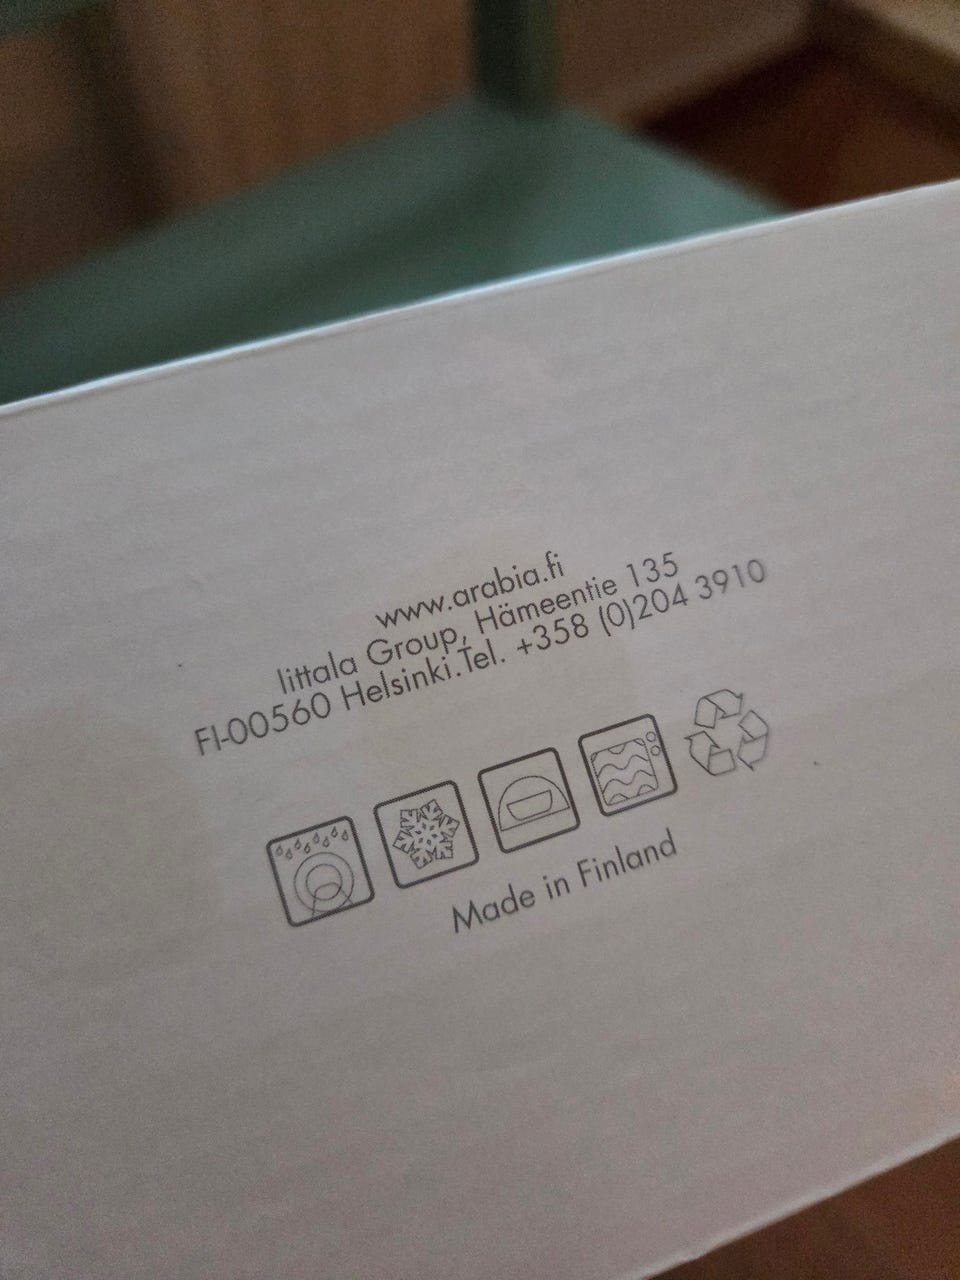 www.arabia.fi
Iittala Group, Hämeentie 135
FI-00560 Helsinki.Tel. +358 (0)204 3910
Made in Finland